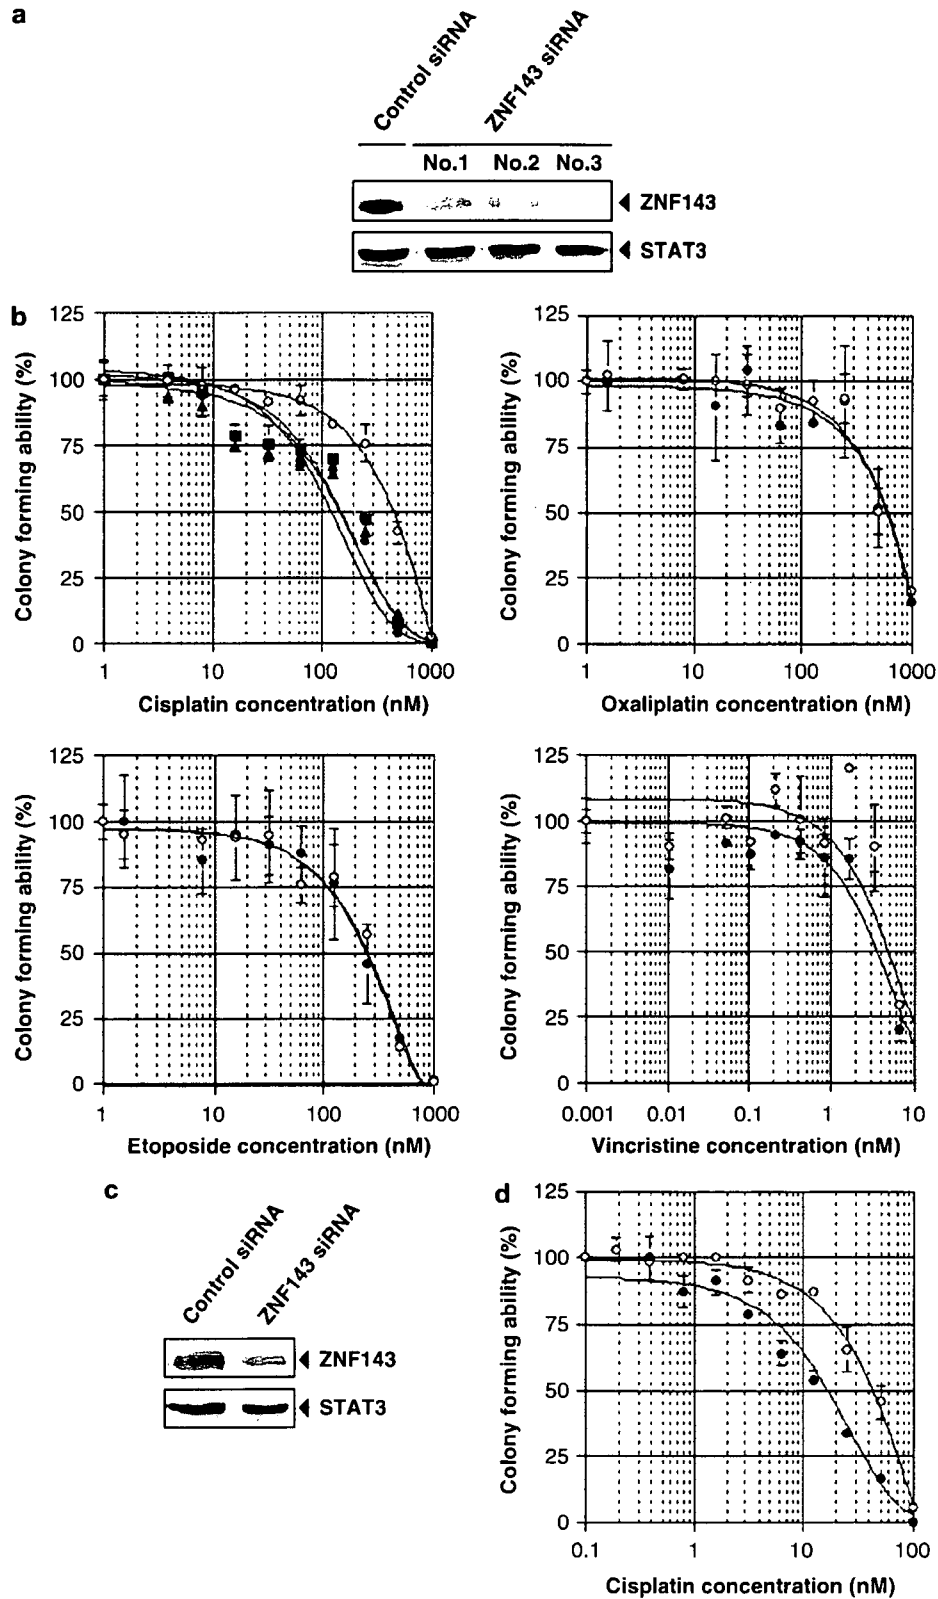 a
Control siRNA
ZNF143 siRNA
No.1 No.2 No.3
ZNF143
STAT3
b
125
100
75
50
25
0
Colony forming ability (%)
1 10 100 1000
Cisplatin concentration (nM)
125
100
75
50
25
0
Colony forming ability (%)
1 10 100 1000
Oxaliplatin concentration (nM)
125
100
75
50
25
0
Colony forming ability (%)
1 10 100 1000
Etoposide concentration (nM)
125
100
75
50
25
0
Colony forming ability (%)
0.001 0.01 0.1 1 10
Vincristine concentration (nM)
c
Control siRNA
ZNF143 siRNA
ZNF143
STAT3
d
125
100
75
50
25
0
Colony forming ability (%)
0.1 1 10 100
Cisplatin concentration (nM)